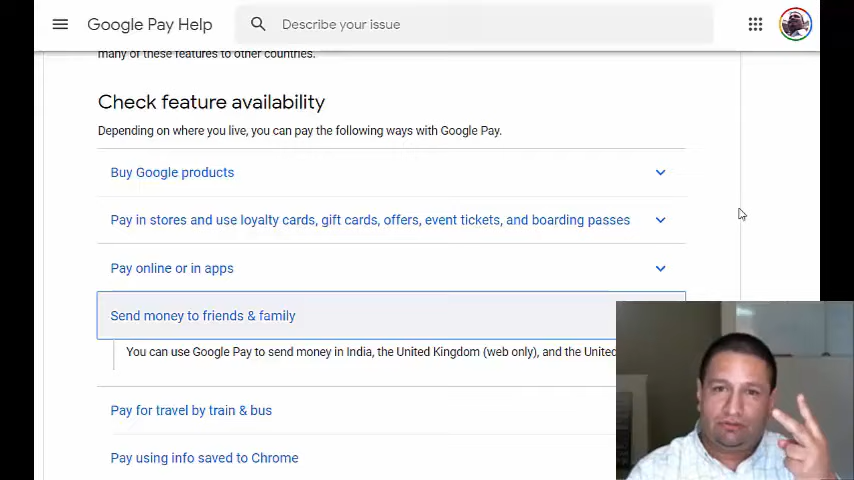 Google Pay Help
Describe your issue
many of these features to other countries.
Check feature availability
Depending on where you live, you can pay the following ways with Google Pay.
Buy Google products
Pay in stores and use loyalty cards, gift cards, offers, event tickets, and boarding passes
Pay online or in apps
Send money to friends & family
You can use Google Pay to send money in India, the United Kingdom (web only), and the United
Pay for travel by train & bus
Pay using info saved to Chrome